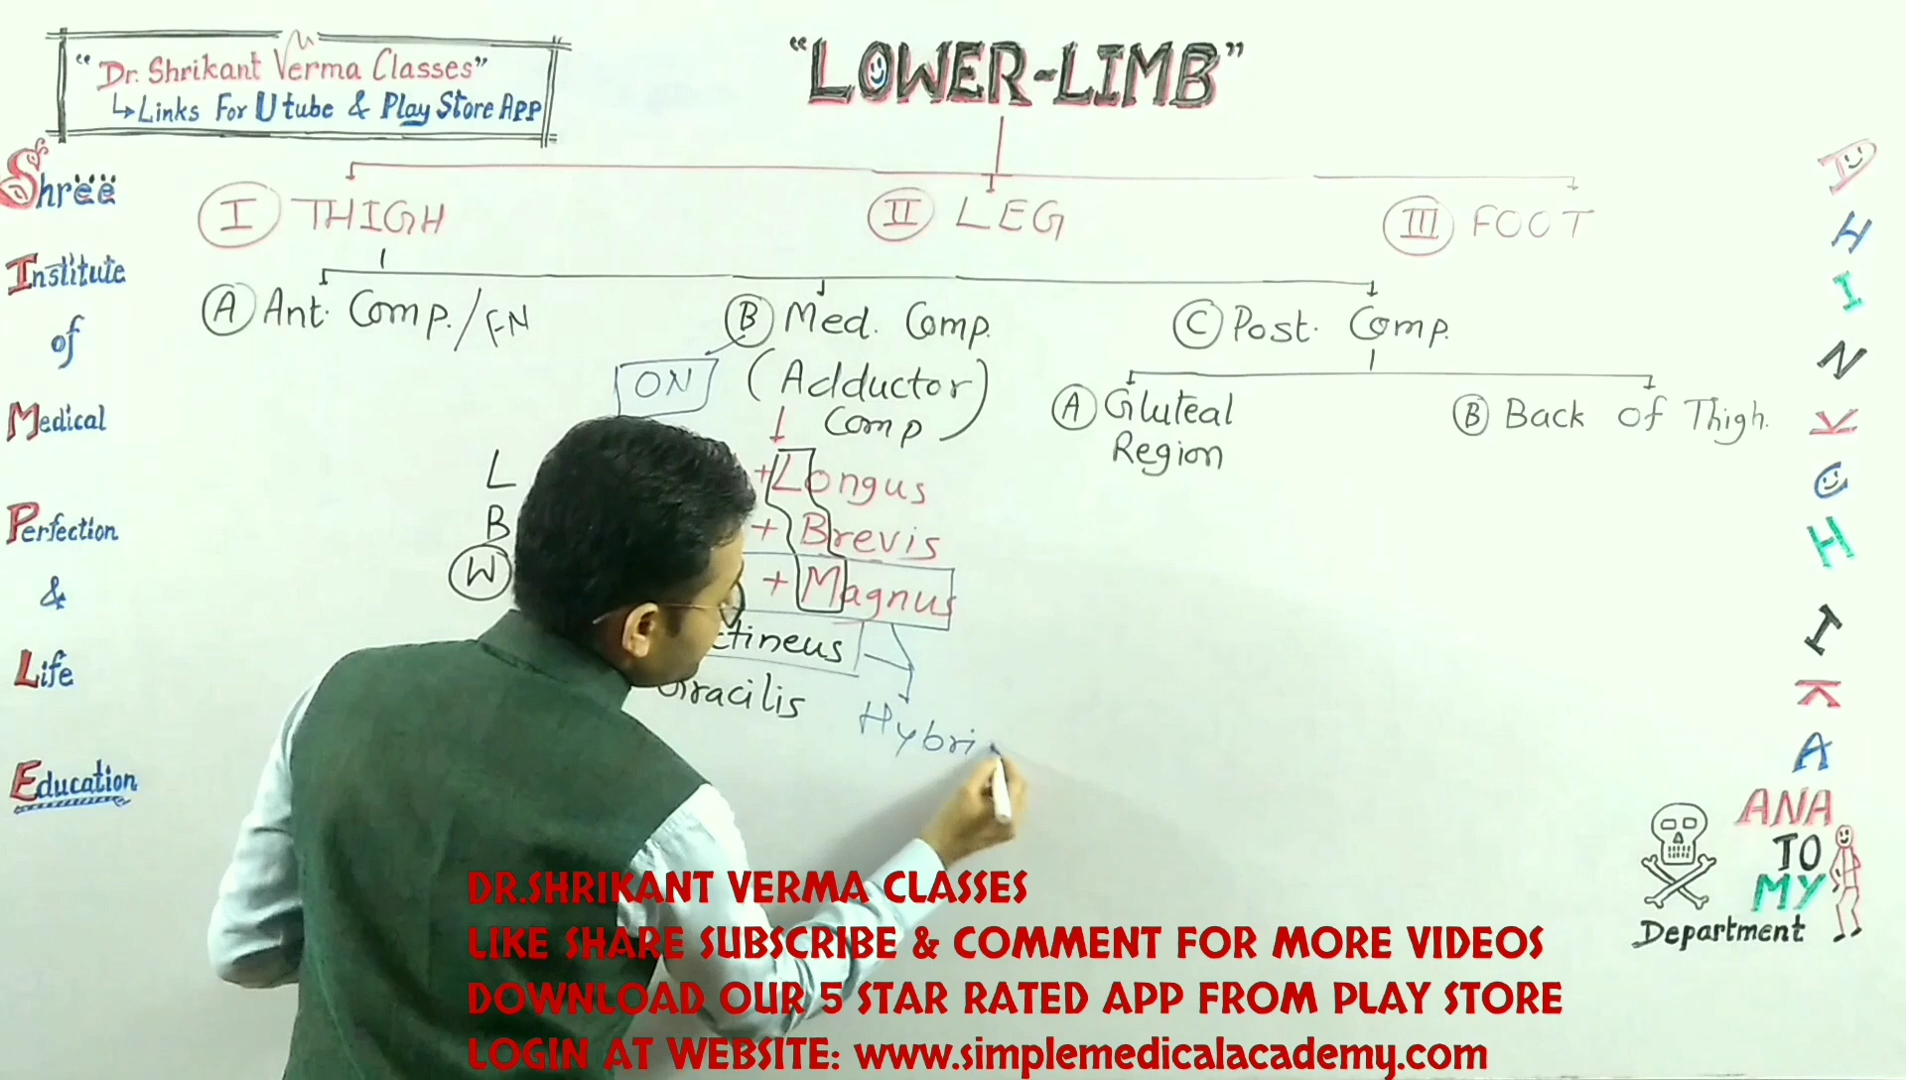 "Dr. Shrikant Verma Classes"
↳ Links For U tube & Play Store APP
"LOWER-LIMB"
Shree
Institute
of
Medical
Perfection
&
Life
Education
I THIGH
II LEG
III FOOT
A Ant. Comp. / FN
B Med. Comp.
C Post. Comp.
ON
(Adductor
Comp)
A Gluteal
Region
B Back of Thigh.
L
+ Longus
B
+ Brevis
W
+ Magnus
ctineus
Gracilis
Hybri
D
H
I
N
K
C
H
I
K
A
ANA
TO
MY
Department
DR.SHRIKANT VERMA CLASSES
LIKE SHARE SUBSCRIBE & COMMENT FOR MORE VIDEOS
DOWNLOAD OUR 5 STAR RATED APP FROM PLAY STORE
LOGIN AT WEBSITE: www.simplemedicalacademy.com